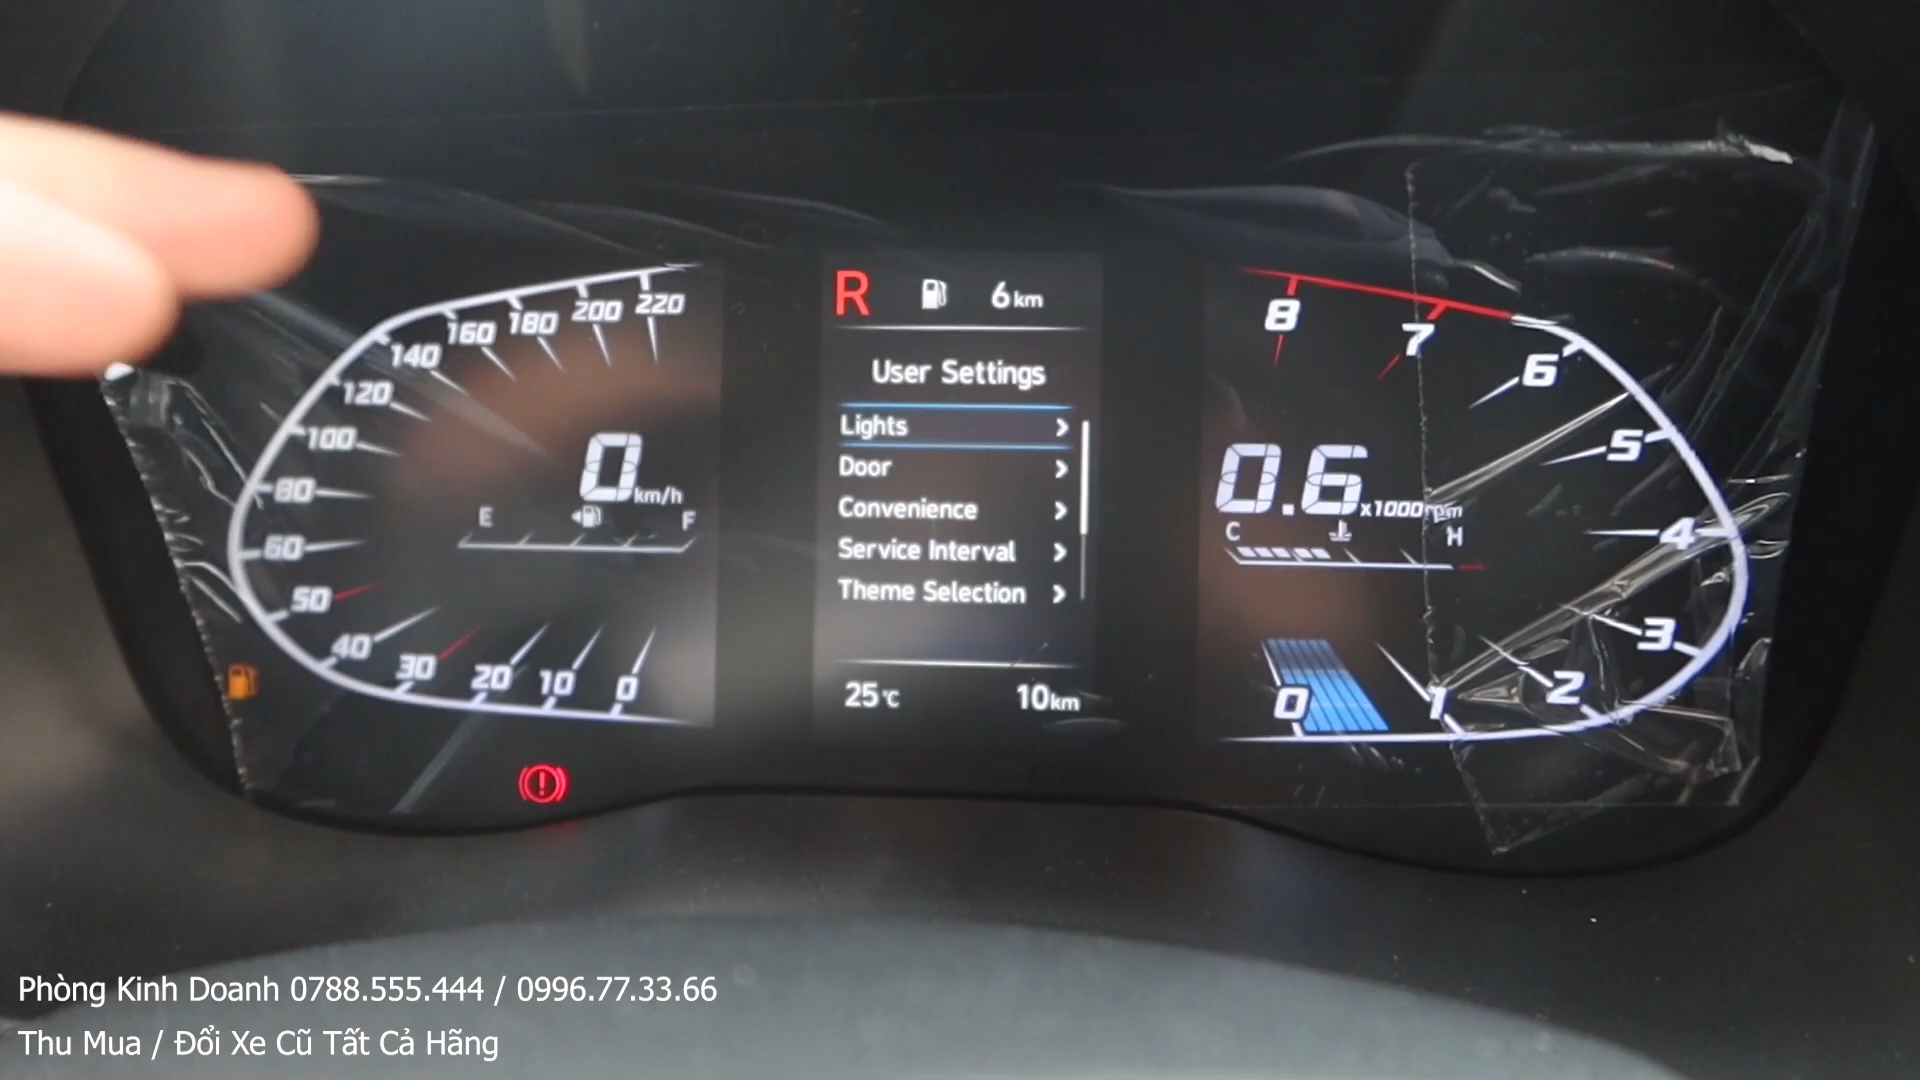 220
200
180
160
140
120
100
80
60
50
40
30
20
10
0
0 km/h
E F
R 6 km
User Settings
Lights
Door
Convenience
Service Interval
Theme Selection
25°C 10km
8
7
6
5
4
3
2
1
0
0.6 x1000rpm
C H
Phòng Kinh Doanh 0788.555.444 / 0996.77.33.66
Thu Mua / Đổi Xe Cũ Tất Cả Hãng